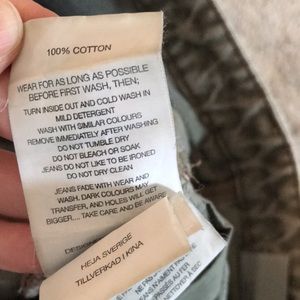 100% COTTON
WEAR FOR AS LONG AS POSSIBLE
BEFORE FIRST WASH, THEN;
TURN INSIDE OUT AND COLD WASH IN
MILD DETERGENT
WASH WITH SIMILAR COLOURS
REMOVE IMMEDIATELY AFTER WASHING
DO NOT TUMBLE DRY
DO NOT BLEACH OR SOAK
JEANS DO NOT LIKE TO BE IRONED
DO NOT DRY CLEAN
JEANS FADE WITH WEAR AND
WASH. DARK COLOURS MAY
TRANSFER, AND HOLES WILL GET
BIGGER.... TAKE CARE AND BE AWARE
HEJA SVERIGE
TILLVERKAD I KINA